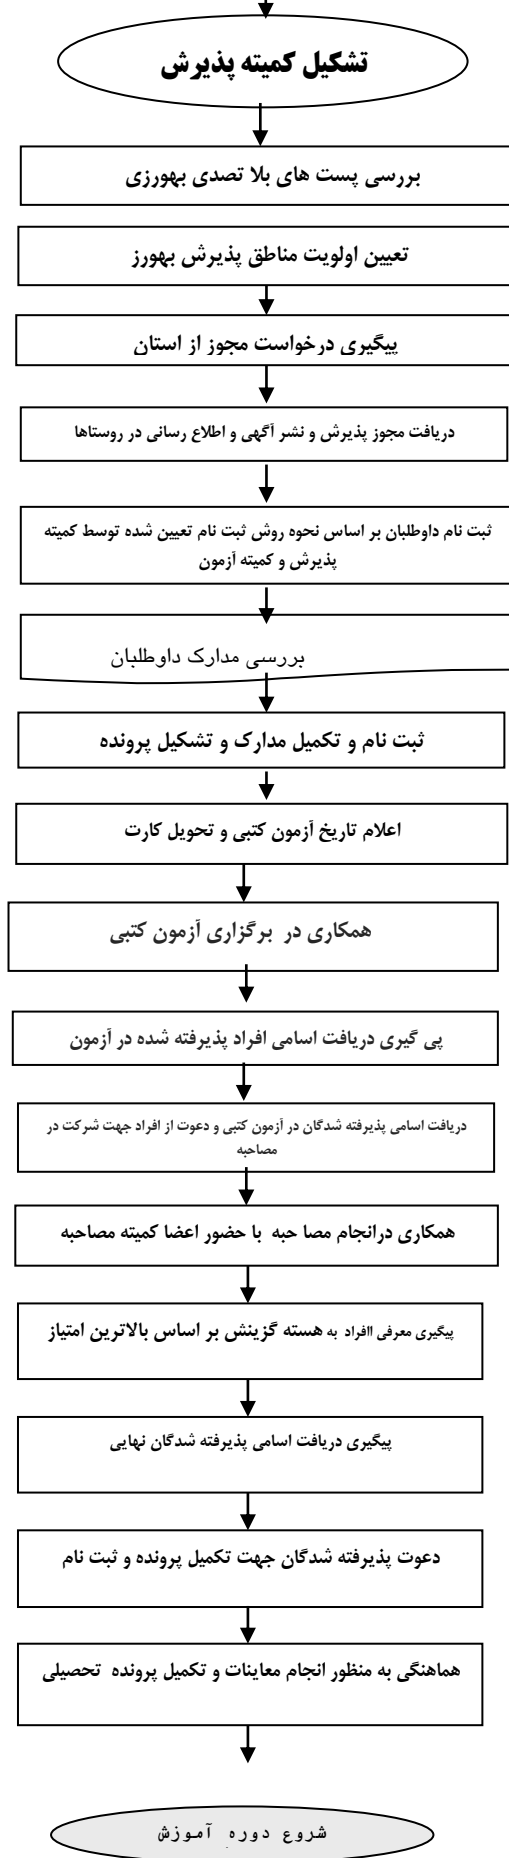 تشکیل کمیته پذیرش
بررسی پست های بلا تصدی بهورزی
تعیین اولویت مناطق پذیرش بهورز
پیگیری درخواست مجوز از استان
دریافت مجوز پذیرش و نشر آگهی و اطلاع رسانی در روستاها
ثبت نام داوطلبان بر اساس نحوه روش ثبت نام تعیین شده توسط کمیته
پذیرش و کمیته آزمون
بررسی مدارک داوطلبان
ثبت نام و تکمیل مدارک و تشکیل پرونده
اعلام تاریخ آزمون کتبی و تحویل کارت
همکاری در برگزاری آزمون کتبی
پی گیری دریافت اسامی افراد پذیرفته شده در آزمون
دریافت اسامی پذیرفته شدگان در آزمون کتبی و دعوت از افراد جهت شرکت در
مصاحبه
همکاری درانجام مصا حبه با حضور اعضا کمیته مصاحبه
پیگیری معرفی اافراد به هسته گزینش بر اساس بالاترین امتیاز
پیگیری دریافت اسامی پذیرفته شدگان نهایی
دعوت پذیرفته شدگان جهت تکمیل پرونده و ثبت نام
هماهنگی به منظور انجام معاینات و تکمیل پرونده تحصیلی
شروع دوره آموزش